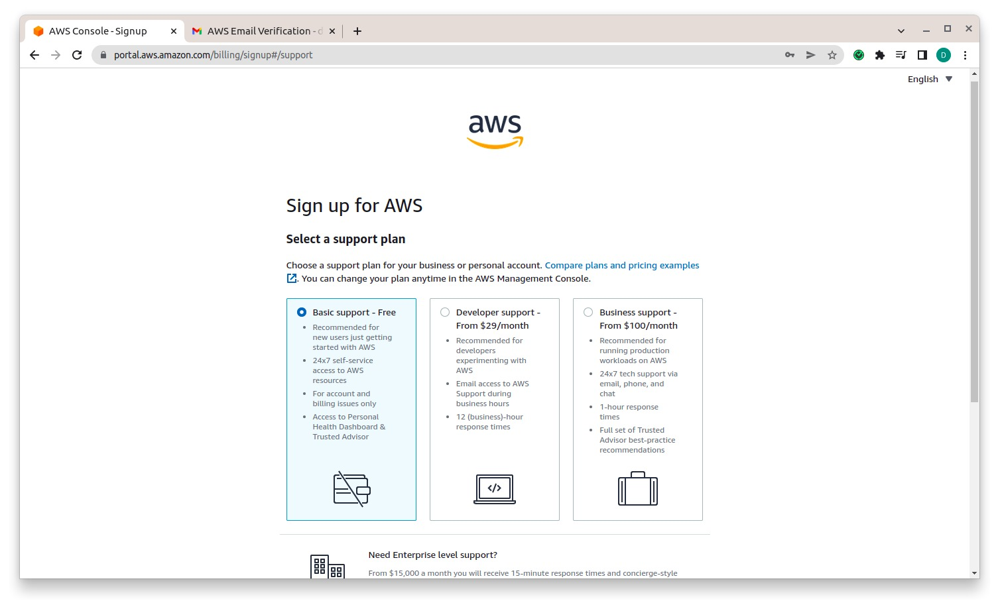 AWS Console - Signup
AWS Email Verification - d
portal.aws.amazon.com/billing/signup#/support
D
English
aws
Sign up for AWS
Select a support plan
Choose a support plan for your business or personal account. Compare plans and pricing examples
. You can change your plan anytime in the AWS Management Console.
Basic support - Free
Recommended for
new users just getting
started with AWS
24x7 self-service
access to AWS
resources
For account and
billing issues only
Access to Personal
Health Dashboard &
Trusted Advisor
Developer support -
From $29/month
Recommended for
developers
experimenting with
AWS
Email access to AWS
Support during
business hours
12 (business)-hour
response times
</>
Business support -
From $100/month
Recommended for
running production
workloads on AWS
24x7 tech support via
email, phone, and
chat
1-hour response
times
Full set of Trusted
Advisor best-practice
recommendations
Need Enterprise level support?
From $15,000 a month you will receive 15-minute response times and concierge-style